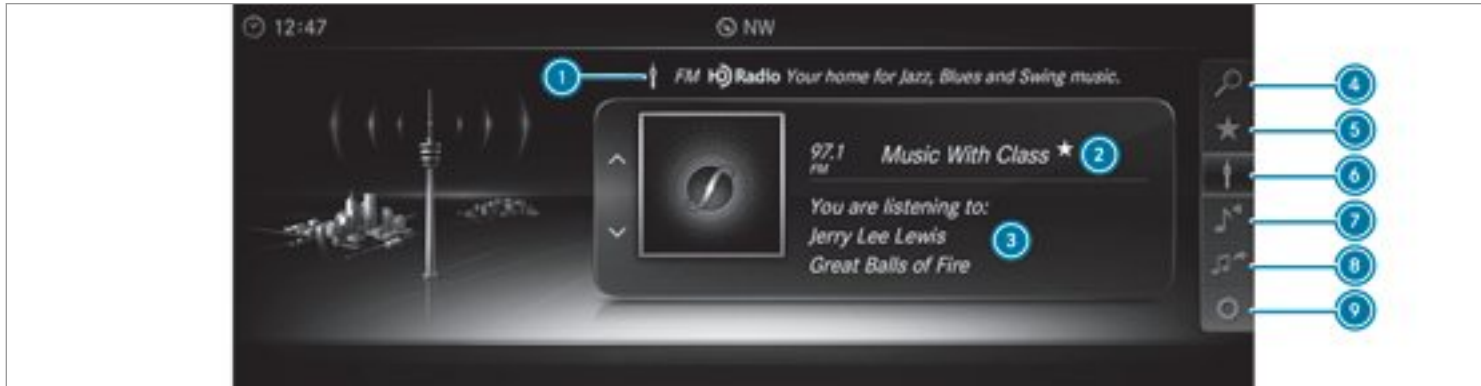 12:47
NW
1
FM HD Radio Your home for Jazz, Blues and Swing music.
97.1
FM
Music With Class
2
You are listening to:
Jerry Lee Lewis
Great Balls of Fire
3
4
5
6
7
8
9